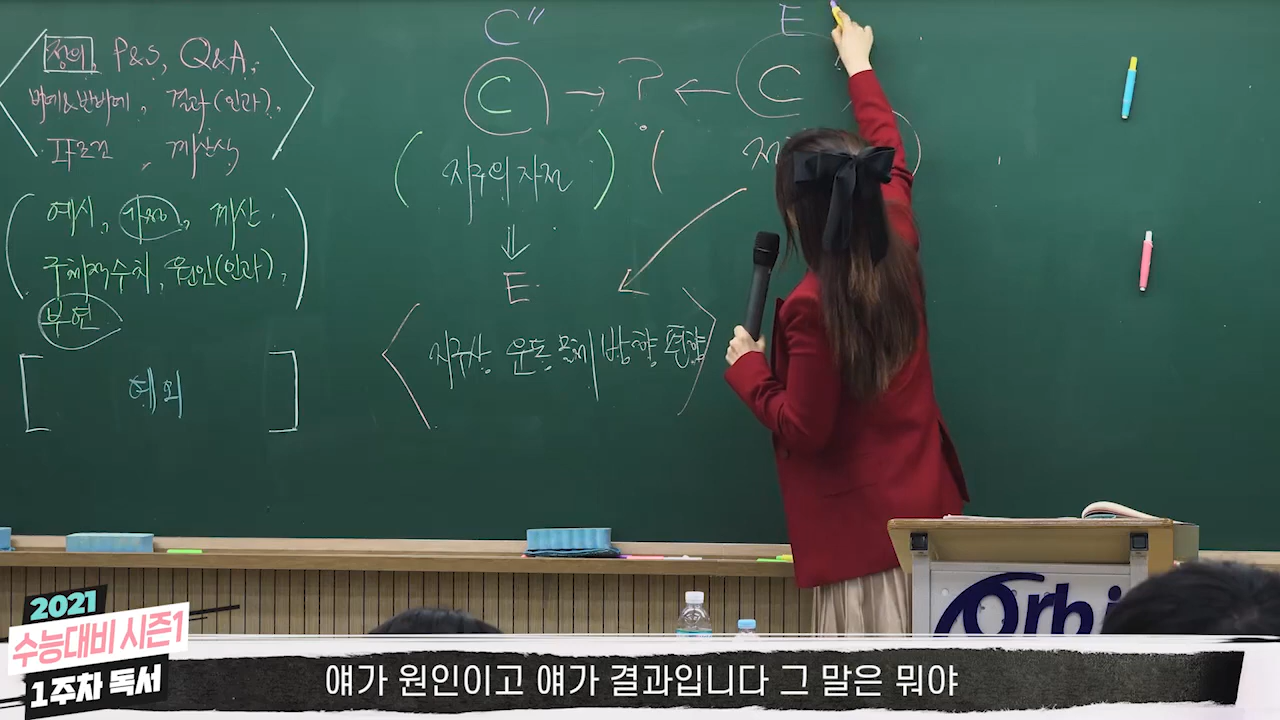 정의, P&S, Q&A,
비례&반비례, 결과(인과),
계산식
예시, 가정, 계산,
구체적수치, 원인(인과),
부연
예외
C″
E
C → ? ← C
(지구의 자전)
⇓
E
지구상 운동 물체 방향 편향
Orbi
2021
수능대비 시즌1
1주차 독서
얘가 원인이고 얘가 결과입니다 그 말은 뭐야